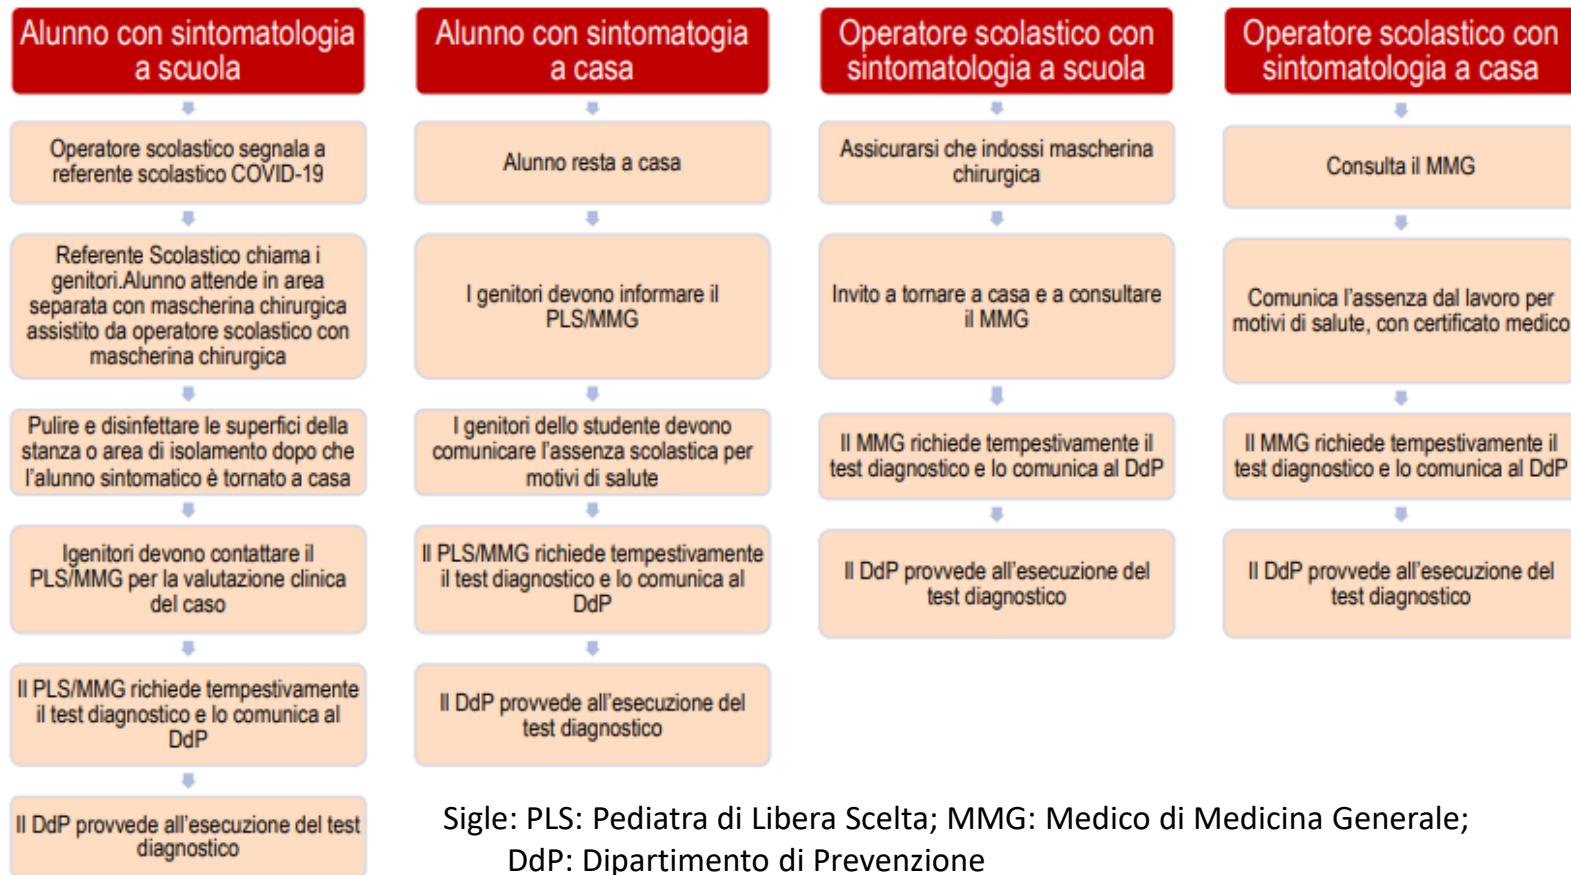 Alunno con sintomatologia
a scuola
Operatore scolastico segnala a
referente scolastico COVID-19
Referente Scolastico chiama i
genitori.Alunno attende in area
separata con mascherina chirurgica
assistito da operatore scolastico con
mascherina chirurgica
Pulire e disinfettare le superfici della
stanza o area di isolamento dopo che
l'alunno sintomatico è tornato a casa
Igenitori devono contattare il
PLS/MMG per la valutazione clinica
del caso
Il PLS/MMG richiede tempestivamente
il test diagnostico e lo comunica al
DdP
Il DdP provvede all'esecuzione del test
diagnostico
Alunno con sintomatogia
a casa
Alunno resta a casa
I genitori devono informare il
PLS/MMG
I genitori dello studente devono
comunicare l'assenza scolastica per
motivi di salute
Il PLS/MMG richiede tempestivamente
il test diagnostico e lo comunica al
DdP
Il DdP provvede all'esecuzione del
test diagnostico
Operatore scolastico con
sintomatologia a scuola
Assicurarsi che indossi mascherina
chirurgica
Invito a tornare a casa e a consultare
il MMG
Il MMG richiede tempestivamente il
test diagnostico e lo comunica al DdP
Il DdP provvede all'esecuzione del
test diagnostico
Operatore scolastico con
sintomatologia a casa
Consulta il MMG
Comunica l'assenza dal lavoro per
motivi di salute, con certificato medico
Il MMG richiede tempestivamente il
test diagnostico e lo comunica al DdP
Il DdP provvede all'esecuzione del
test diagnostico
Sigle: PLS: Pediatra di Libera Scelta; MMG: Medico di Medicina Generale;
DdP: Dipartimento di Prevenzione